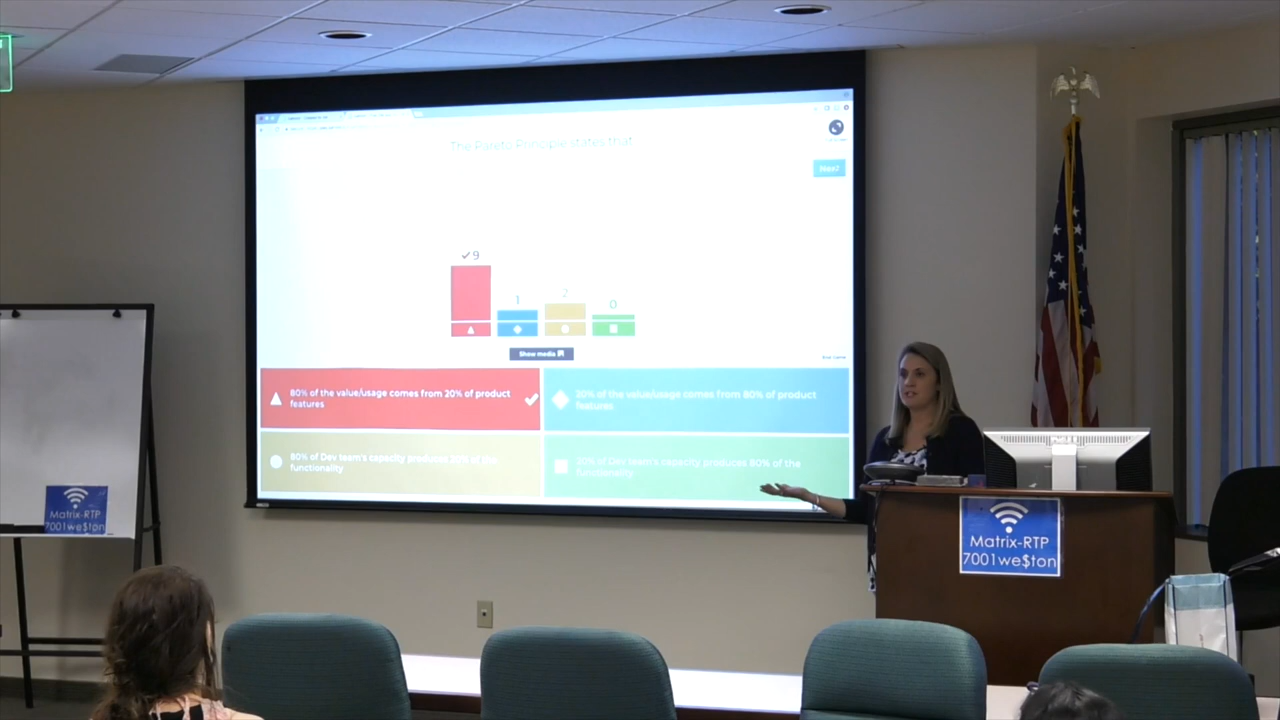 The Pareto Principle states that
9
1
2
0
Show media
80% of the value/usage comes from 20% of product
features
20% of the value/usage comes from 80% of product
features
80% of Dev team's capacity produces 20% of the
functionality
20% of Dev team's capacity produces 80% of the
functionality
Matrix-RTP
7001we$ton
Matrix-RTP
7001we$ton